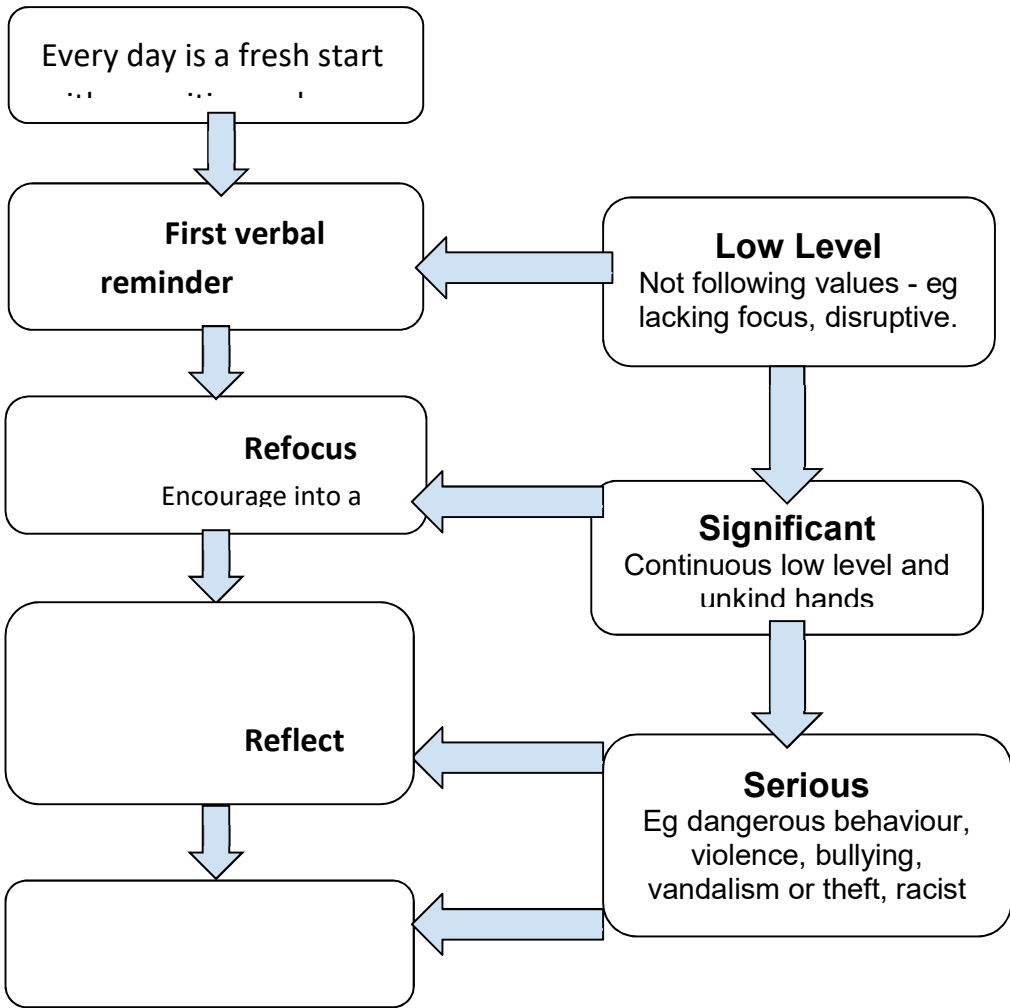 Every day is a fresh start
First verbal
reminder
Low Level
Not following values - eg
lacking focus, disruptive.
Refocus
Encourage into a
Significant
Continuous low level and
unkind hands
Reflect
Serious
Eg dangerous behaviour,
violence, bullying,
vandalism or theft, racist